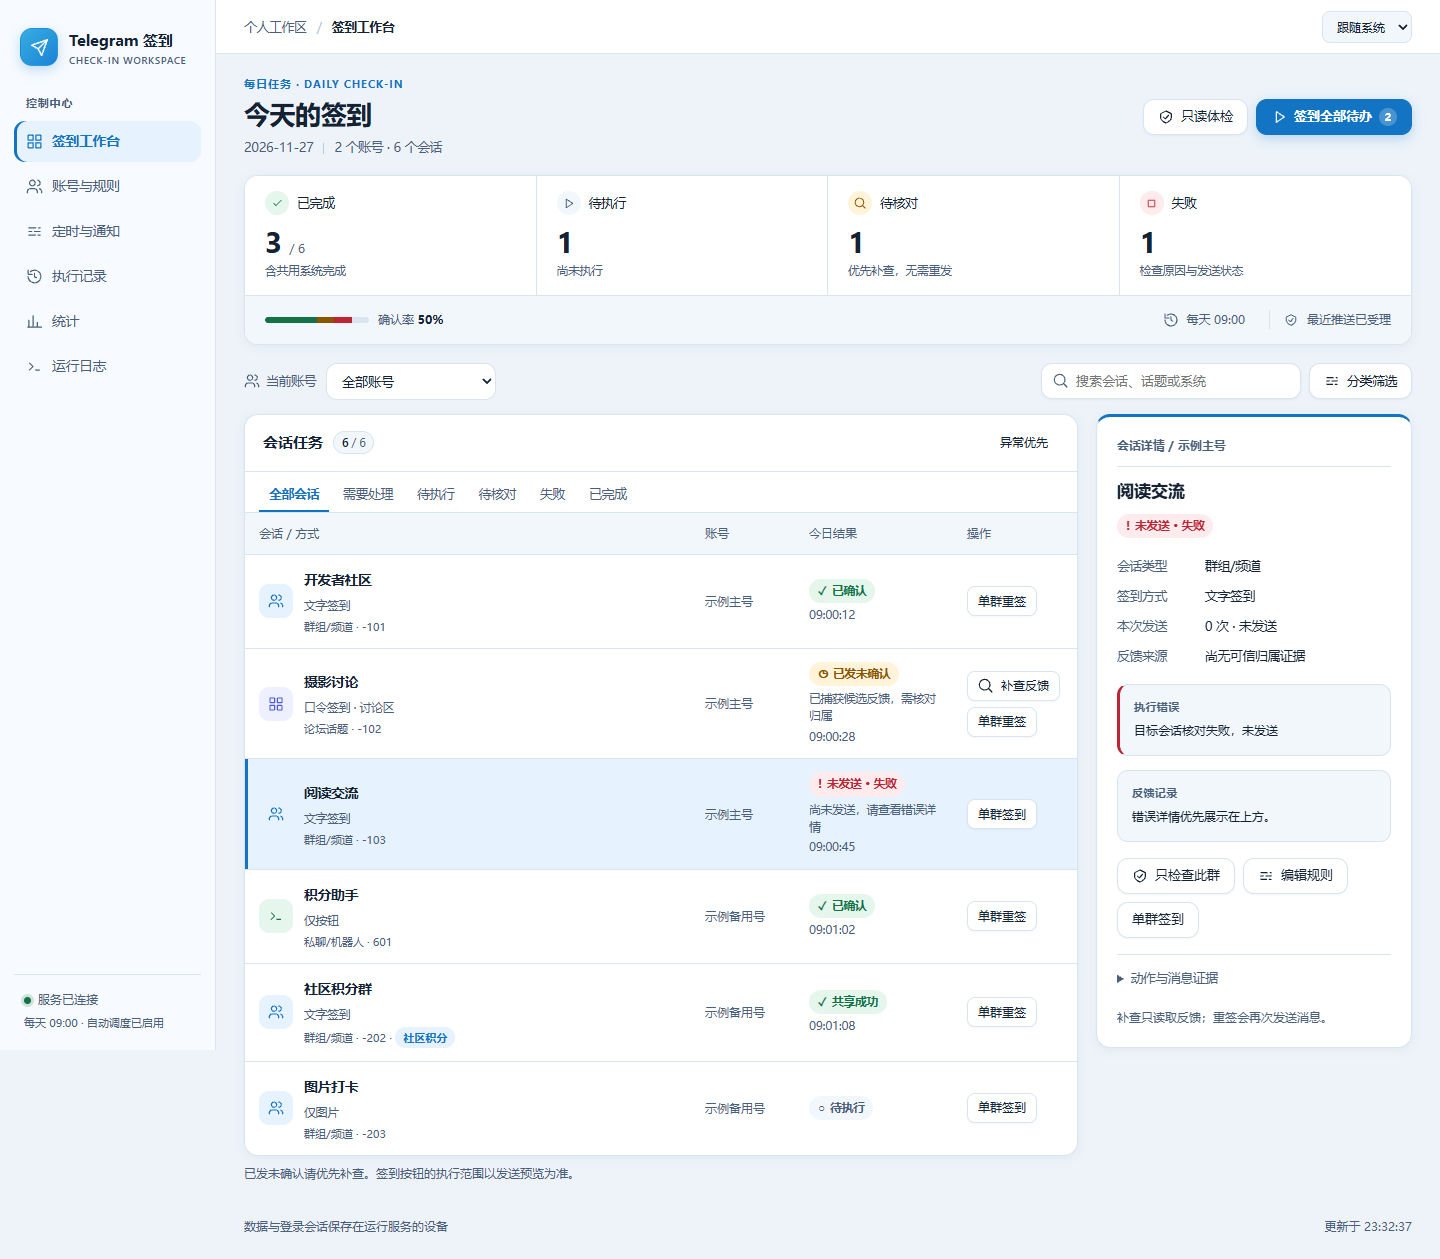 Telegram 签到
CHECK-IN WORKSPACE
控制中心
签到工作台
账号与规则
定时与通知
执行记录
统计
运行日志
服务已连接
每天 09:00 · 自动调度已启用
个人工作区 / 签到工作台
跟随系统
每日任务 · DAILY CHECK-IN
今天的签到
2026-11-27 | 2 个账号 · 6 个会话
只读体检
签到全部待办 2
已完成
3 / 6
含共用系统完成
待执行
1
尚未执行
待核对
1
优先补查，无需重发
失败
1
检查原因与发送状态
确认率 50%
每天 09:00
最近推送已受理
当前账号
全部账号
搜索会话、话题或系统
分类筛选
会话任务 6 / 6
异常优先
全部会话 需要处理 待执行 待核对 失败 已完成
会话 / 方式 账号 今日结果 操作
开发者社区
文字签到
群组/频道 · -101
示例主号
✓ 已确认
09:00:12
单群重签
摄影讨论
口令签到 · 讨论区
论坛话题 · -102
示例主号
已发未确认
已捕获候选反馈，需核对
归属
09:00:28
补查反馈
单群重签
阅读交流
文字签到
群组/频道 · -103
示例主号
! 未发送 • 失败
尚未发送，请查看错误详
情
09:00:45
单群签到
积分助手
仅按钮
私聊/机器人 · 601
示例备用号
✓ 已确认
09:01:02
单群重签
社区积分群
文字签到
群组/频道 · -202 · 社区积分
示例备用号
✓ 共享成功
09:01:08
单群重签
图片打卡
仅图片
群组/频道 · -203
示例备用号
○ 待执行
单群签到
已发未确认请优先补查。签到按钮的执行范围以发送预览为准。
会话详情 / 示例主号
阅读交流
! 未发送 • 失败
会话类型 群组/频道
签到方式 文字签到
本次发送 0 次 · 未发送
反馈来源 尚无可信归属证据
执行错误
目标会话核对失败，未发送
反馈记录
错误详情优先展示在上方。
只检查此群
编辑规则
单群签到
动作与消息证据
补查只读取反馈；重签会再次发送消息。
数据与登录会话保存在运行服务的设备
更新于 23:32:37